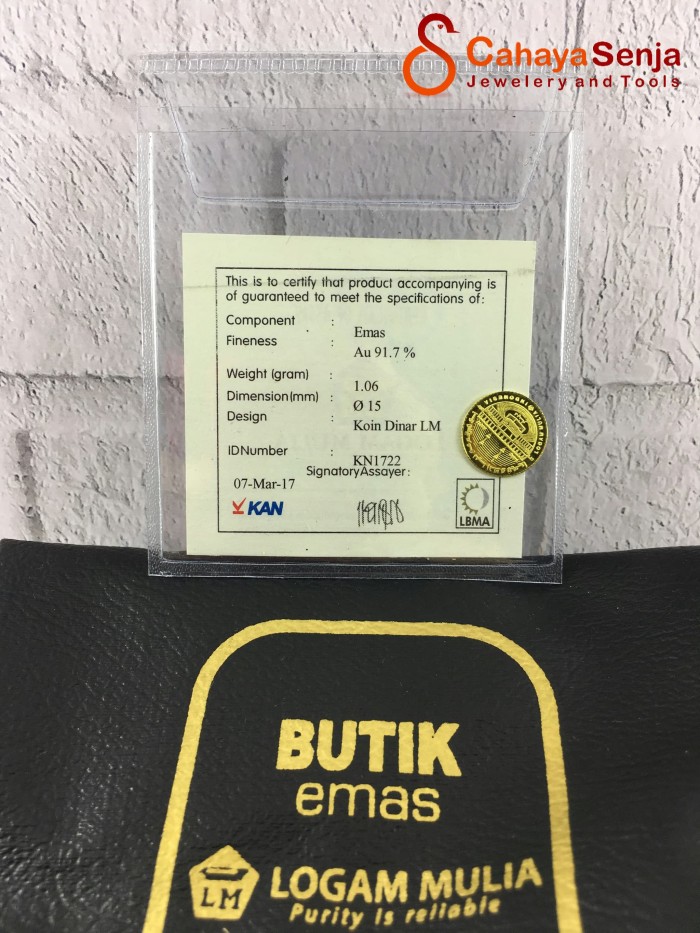 CahayaSenja
Jewelery and Tools
This is to certify that product accompanying is
of guaranteed to meet the specifications of:
Component : Emas
Fineness : Au 91.7 %
Weight (gram) : 1.06
Dimension(mm) : Ø 15
Design : Koin Dinar LM
IDNumber : KN1722
SignatoryAssayer:
07-Mar-17
KAN
LBMA
BUTIK
emas
LM
LOGAM MULIA
Purity is reliable